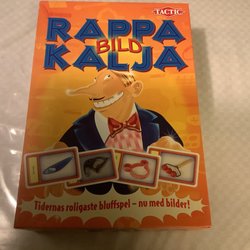 TACTIC
RAPPA
BILD
KALJA
Tidernas roligaste bluffspel – nu med bilder!